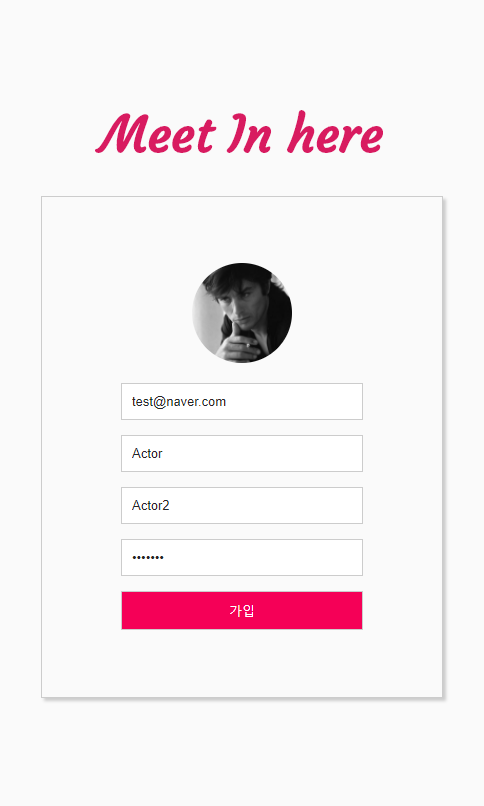 Meet In here
test@naver.com
Actor
Actor2
•••••••
가입